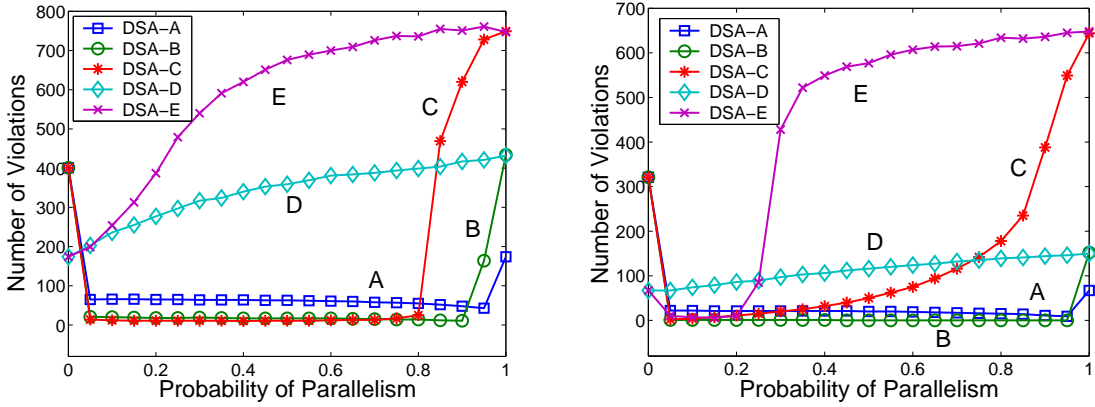 800
700
600
500
400
300
200
100
0
0
0.2
0.4
0.6
0.8
1
Number of Violations
Probability of Parallelism
DSA-A
DSA-B
DSA-C
DSA-D
DSA-E
E
C
D
B
A
700
600
500
400
300
200
100
0
0
0.2
0.4
0.6
0.8
1
Number of Violations
Probability of Parallelism
DSA-A
DSA-B
DSA-C
DSA-D
DSA-E
E
C
D
A
B